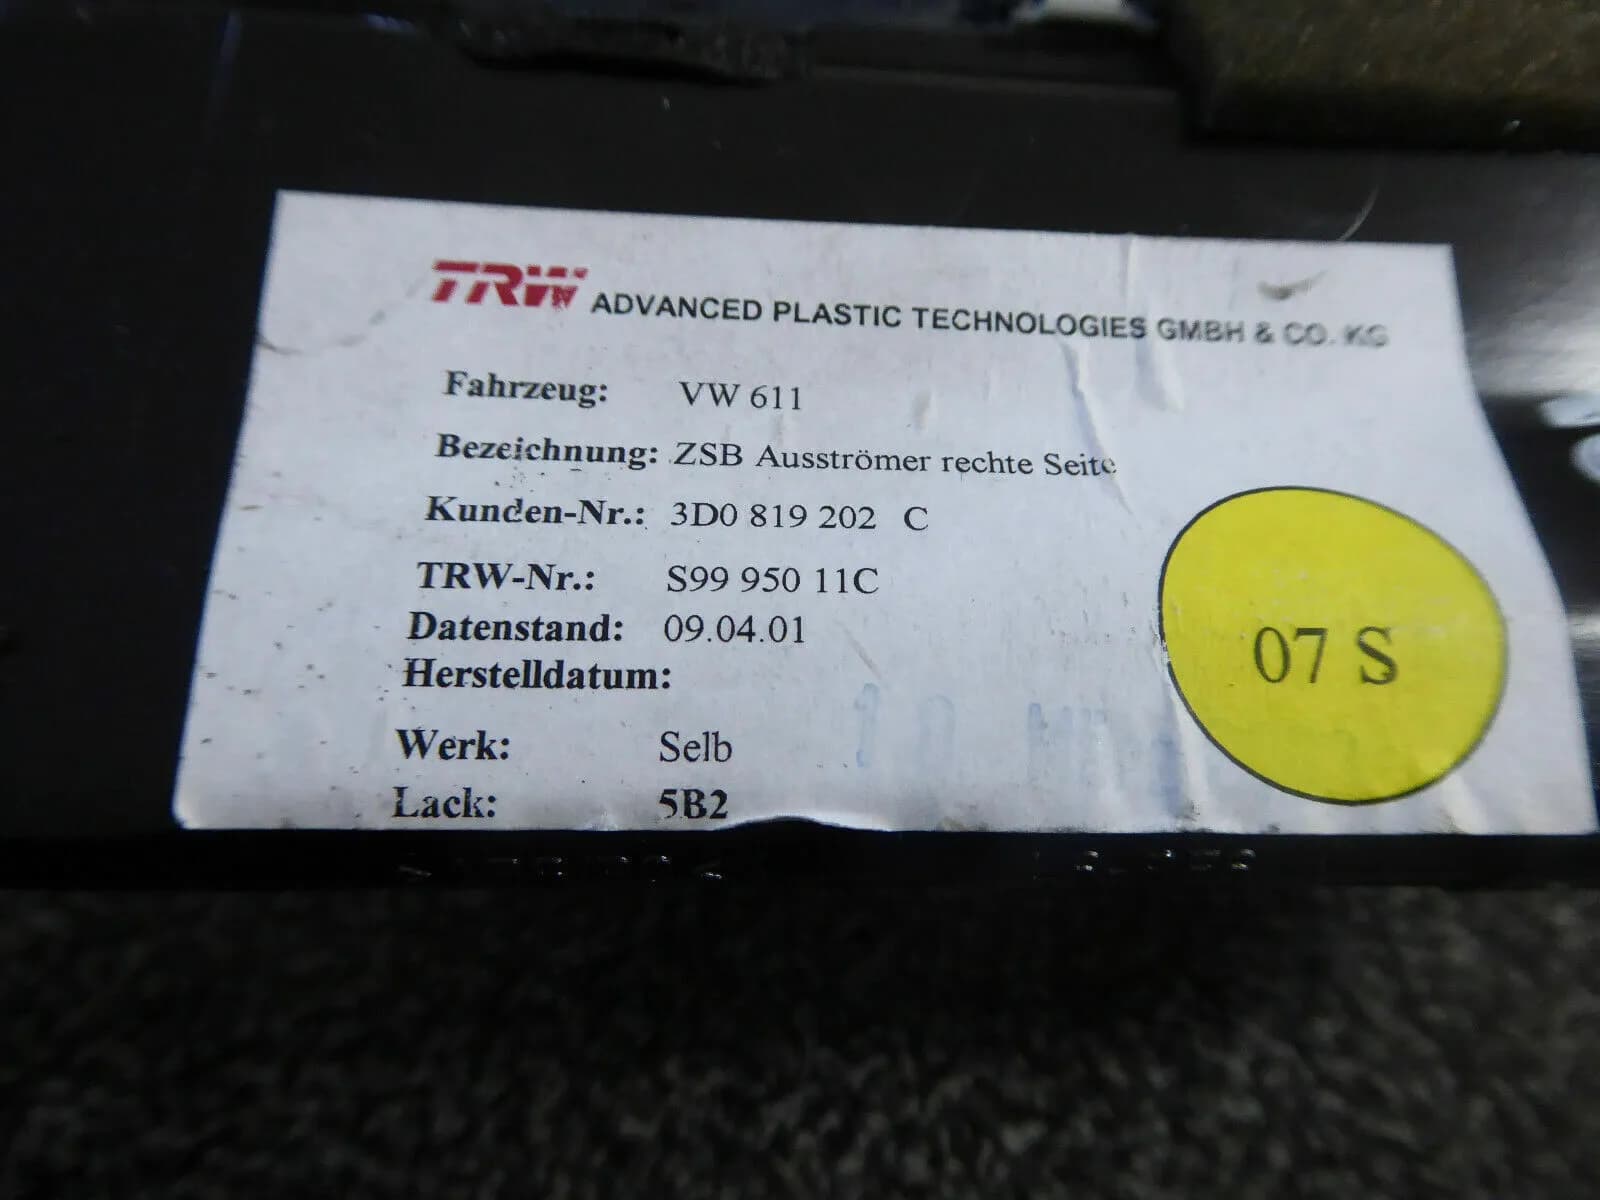 TRW ADVANCED PLASTIC TECHNOLOGIES GMBH & CO. KG
Fahrzeug: VW 611
Bezeichnung: ZSB Ausströmer rechte Seite
Kunden-Nr.: 3D0 819 202 C
TRW-Nr.: S99 950 11C
Datenstand: 09.04.01
Herstelldatum:
Werk: Selb
Lack: 5B2
07 S